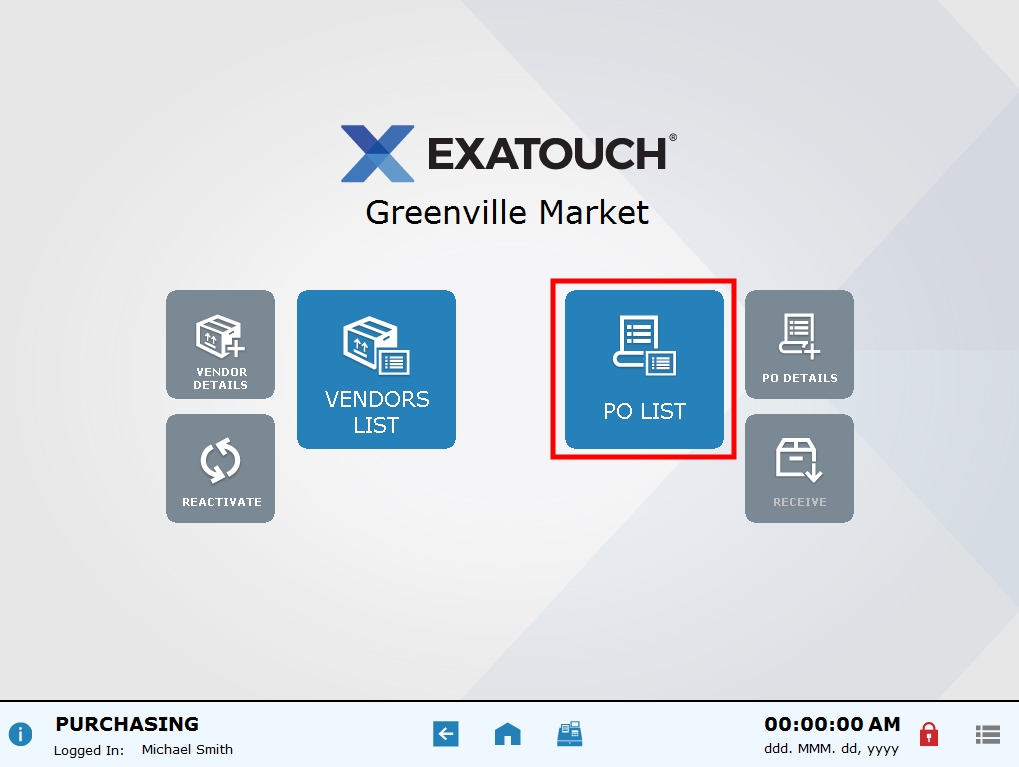 EXATOUCH®
Greenville Market
VENDOR
DETAILS
VENDORS
LIST
PO LIST
PO DETAILS
REACTIVATE
RECEIVE
PURCHASING
Logged In: Michael Smith
00:00:00 AM
ddd. MMM. dd, yyyy